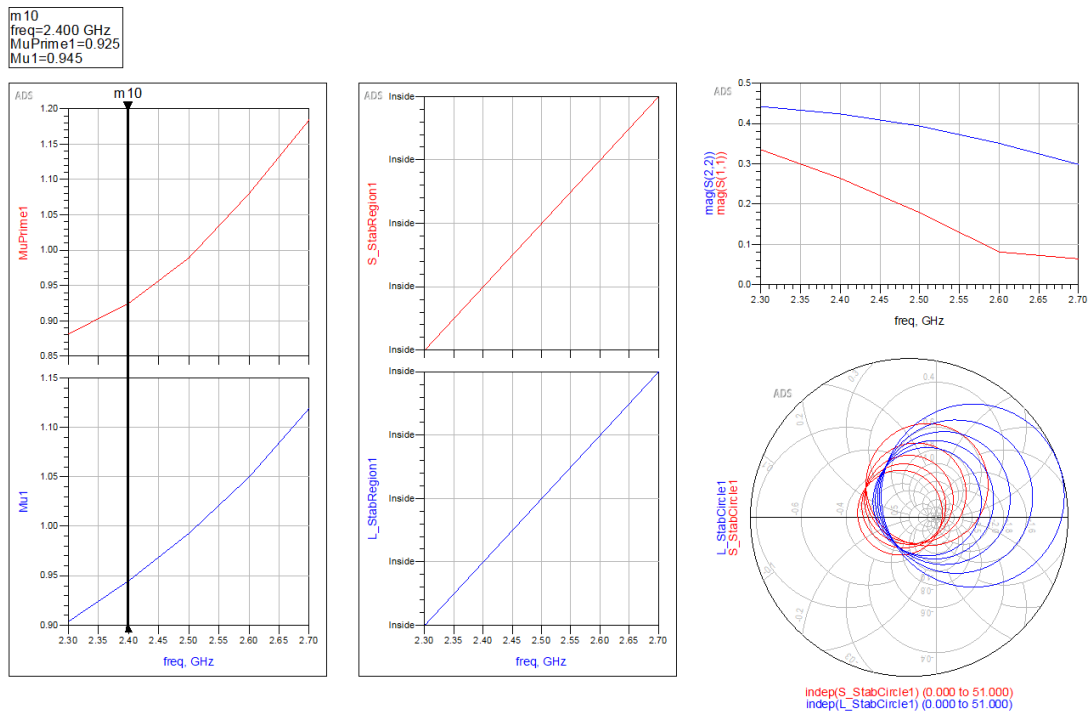 m10
freq=2.400 GHz
MuPrime1=0.925
Mu1=0.945
ADS
m10
1.20
1.15
1.10
1.05
1.00
0.95
0.90
0.85
MuPrime1
1.15
1.10
1.05
1.00
0.95
0.90
Mu1
2.30 2.35 2.40 2.45 2.50 2.55 2.60 2.65 2.70
freq, GHz
ADS
Inside
Inside
Inside
Inside
Inside
S_StabRegion1
Inside
Inside
Inside
Inside
Inside
L_StabRegion1
2.30 2.35 2.40 2.45 2.50 2.55 2.60 2.65 2.70
freq, GHz
ADS
0.5
0.4
0.3
0.2
0.1
0.0
mag(S(2,2))
mag(S(1,1))
2.30 2.35 2.40 2.45 2.50 2.55 2.60 2.65 2.70
freq, GHz
ADS
0.4
0.2
-0.2
-0.4
L_StabCircle1
S_StabCircle1
indep(S_StabCircle1) (0.000 to 51.000)
indep(L_StabCircle1) (0.000 to 51.000)